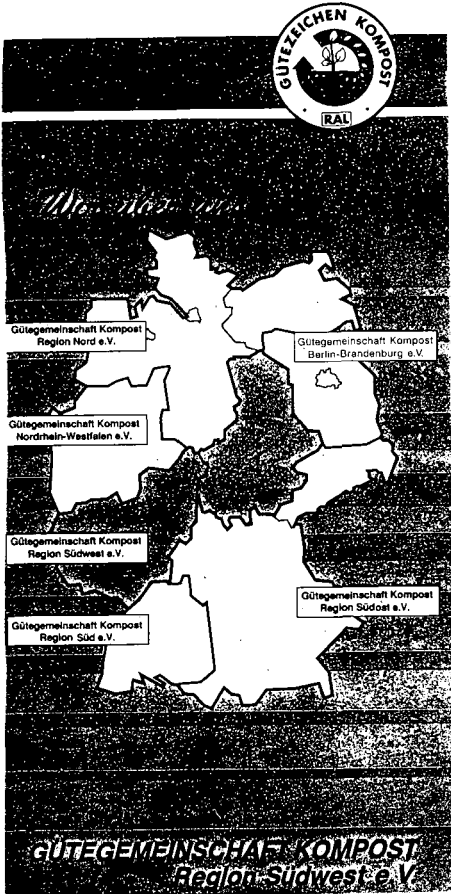 GÜTEZEICHEN KOMPOST
RAL
Gütegemeinschaft Kompost
Region Nord e.V.
Gütegemeinschaft Kompost
Berlin-Brandenburg e.V.
Gütegemeinschaft Kompost
Nordrhein-Westfalen e.V.
Gütegemeinschaft Kompost
Region Südwest e.V.
Gütegemeinschaft Kompost
Region Südost e.V.
Gütegemeinschaft Kompost
Region Süd e.V.
GÜTEGEMEINSCHAFT KOMPOST
Region Südwest e.V.